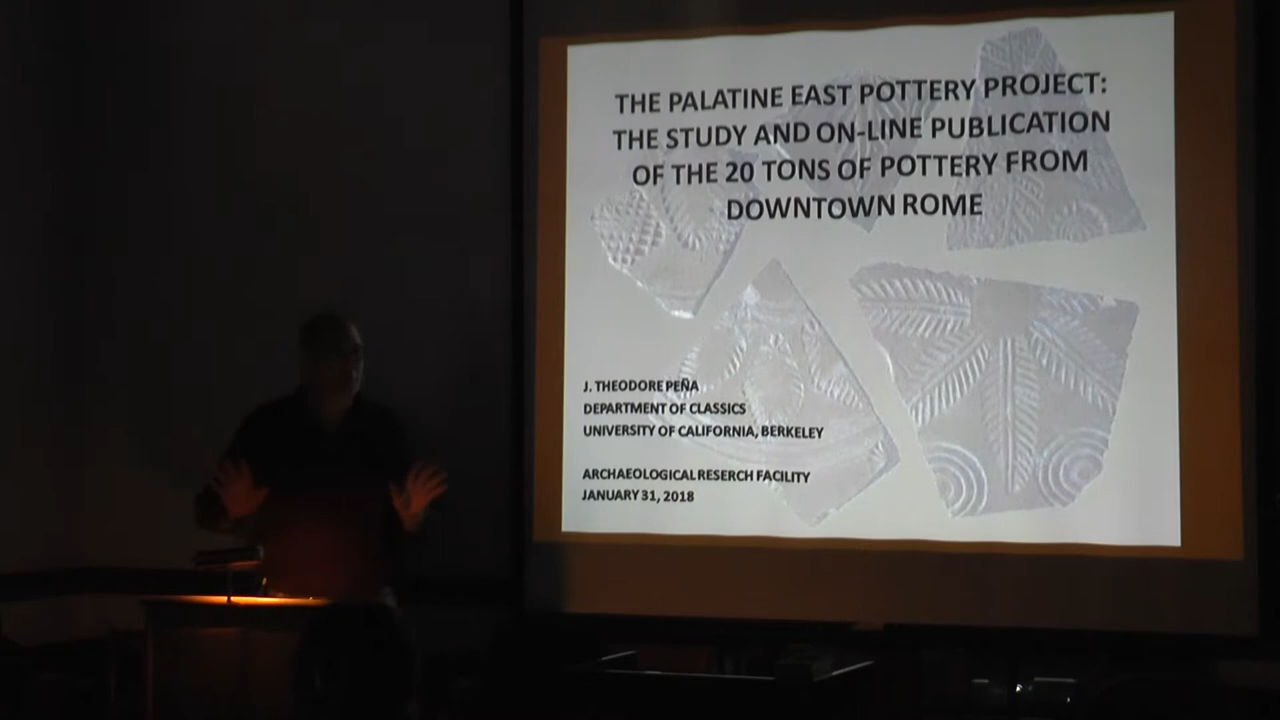 THE PALATINE EAST POTTERY PROJECT:
THE STUDY AND ON-LINE PUBLICATION
OF THE 20 TONS OF POTTERY FROM
DOWNTOWN ROME
J. THEODORE PEÑA
DEPARTMENT OF CLASSICS
UNIVERSITY OF CALIFORNIA, BERKELEY
ARCHAEOLOGICAL RESERCH FACILITY
JANUARY 31, 2018